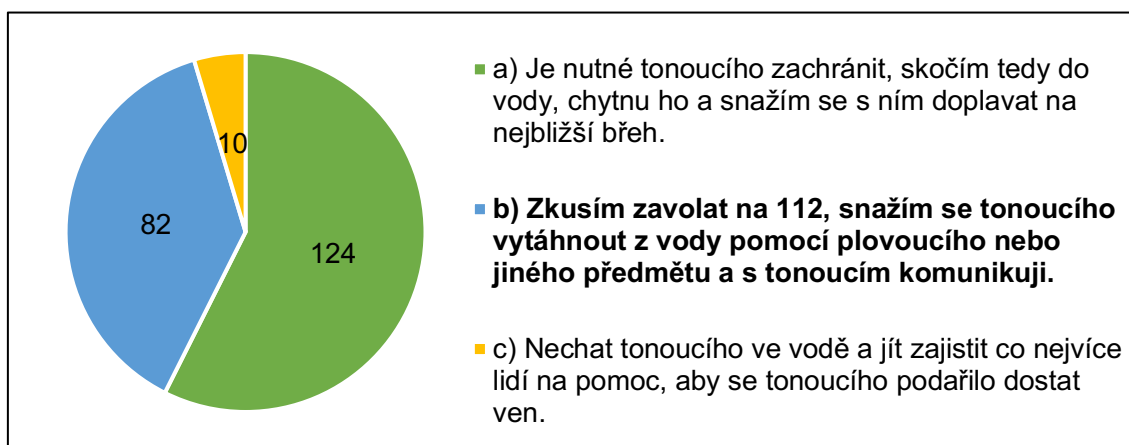 10
82
124
a) Je nutné tonoucího zachránit, skočím tedy do
vody, chytnu ho a snažím se s ním doplavat na
nejbližší břeh.
b) Zkusím zavolat na 112, snažím se tonoucího
vytáhnout z vody pomocí plovoucího nebo
jiného předmětu a s tonoucím komunikuji.
c) Nechat tonoucího ve vodě a jít zajistit co nejvíce
lidí na pomoc, aby se tonoucího podařilo dostat
ven.